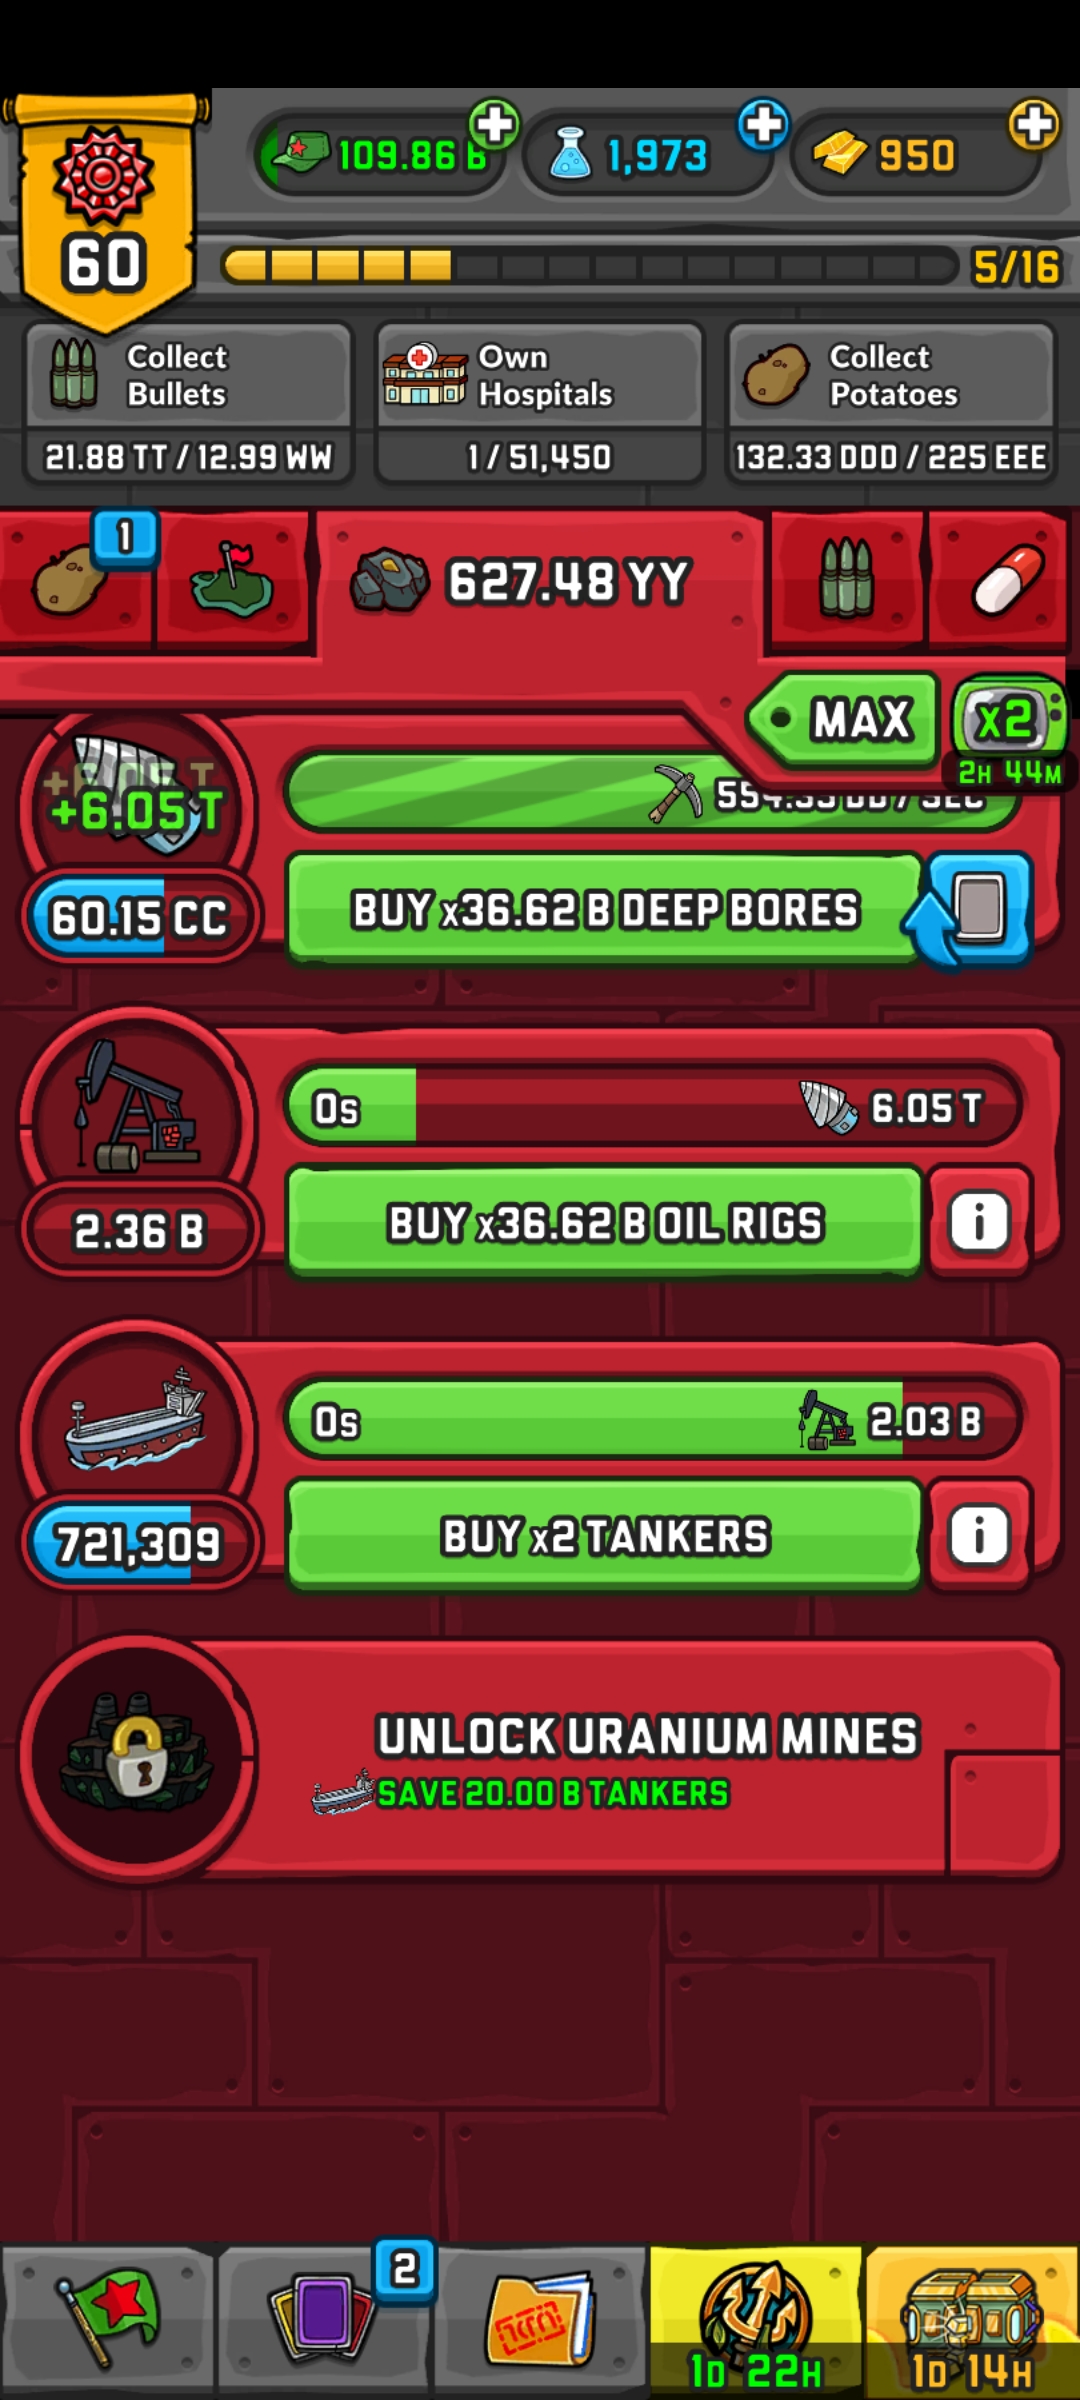 109.86 B
1,973
950
60
5/16
Collect
Bullets
21.88 TT / 12.99 WW
Own
Hospitals
1 / 51,450
Collect
Potatoes
132.33 DDD / 225 EEE
1
627.48 YY
MAX
x2
2H 44M
+6.05 T
+6.05 T
60.15 CC
BUY x36.62 B DEEP BORES
0s
6.05 T
2.36 B
BUY x36.62 B OIL RIGS
i
0s
2.03 B
721,309
BUY x2 TANKERS
i
UNLOCK URANIUM MINES
SAVE 20.00 B TANKERS
2
1D 22H
1D 14H